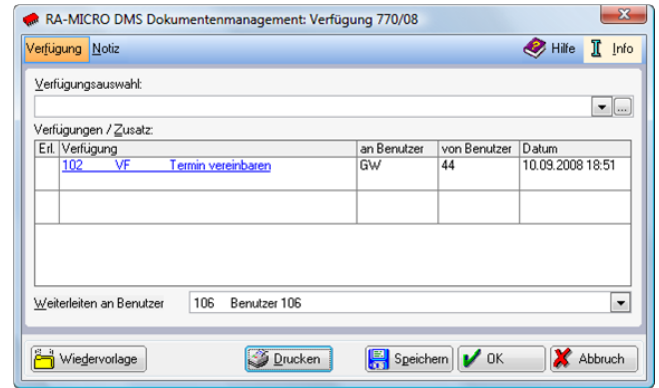 RA-MICRO DMS Dokumentenmanagement: Verfügung 770/08
Verfügung Notiz Hilfe Info
Verfügungsauswahl:
Verfügungen / Zusatz:
Erl. Verfügung an Benutzer von Benutzer Datum
102 VF Termin vereinbaren GW 44 10.09.2008 18:51
Weiterleiten an Benutzer 106 Benutzer 106
Wiedervorlage Drucken Speichern OK Abbruch